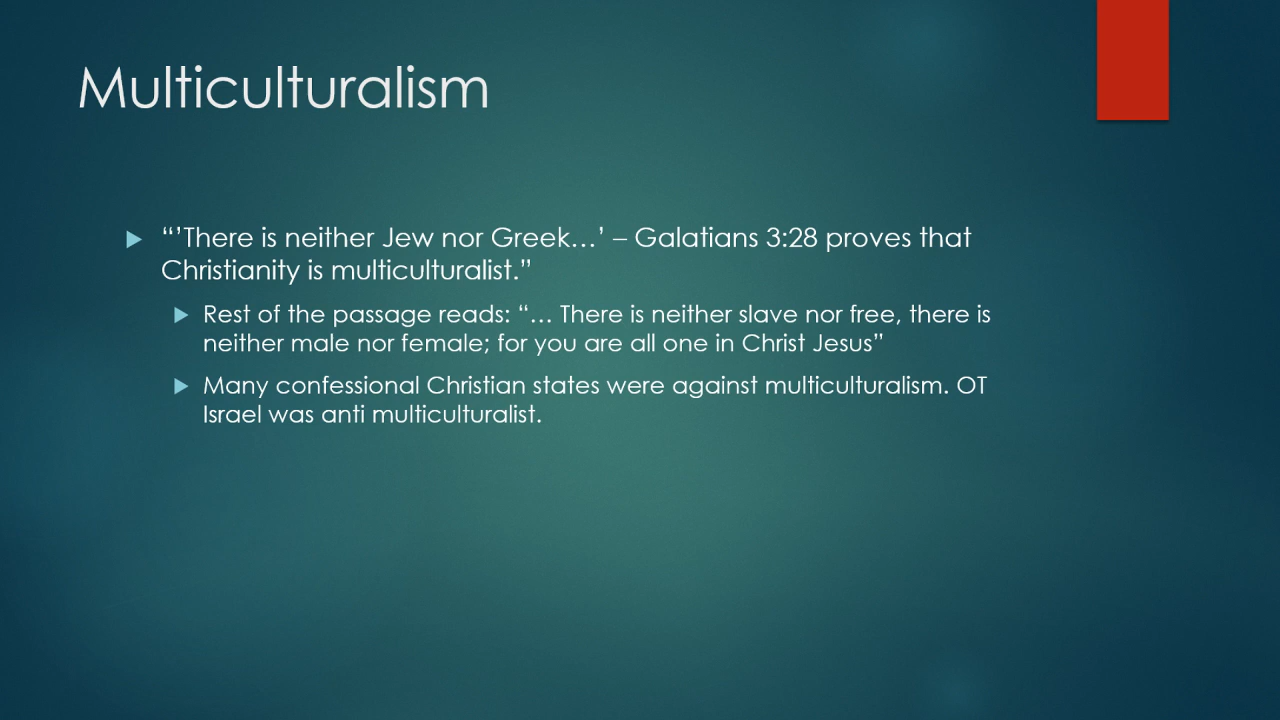 Multiculturalism
“’There is neither Jew nor Greek…’ – Galatians 3:28 proves that
Christianity is multiculturalist.”
Rest of the passage reads: “… There is neither slave nor free, there is
neither male nor female; for you are all one in Christ Jesus”
Many confessional Christian states were against multiculturalism. OT
Israel was anti multiculturalist.